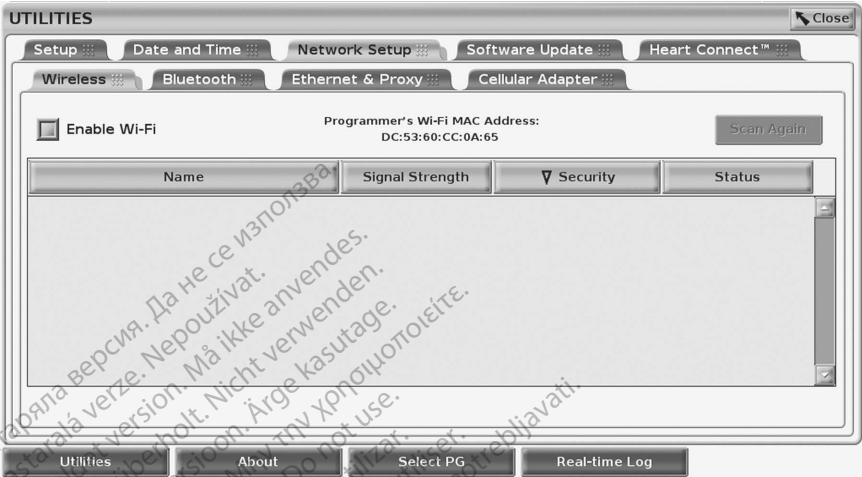 UTILITIES
Close
Setup
Date and Time
Network Setup
Software Update
Heart Connect™
Wireless
Bluetooth
Ethernet & Proxy
Cellular Adapter
Enable Wi-Fi
Programmer's Wi-Fi MAC Address:
DC:53:60:CC:0A:65
Scan Again
Name
Signal Strength
Security
Status
версия. Да не се използва.
verze. Nepoužívat.
version. Må ikke anvendes.
Nicht verwenden.
Ärge kasutage.
Μην την χρησιμοποιείτε.
Do not use.
Utilities
About
Select PG
Real-time Log